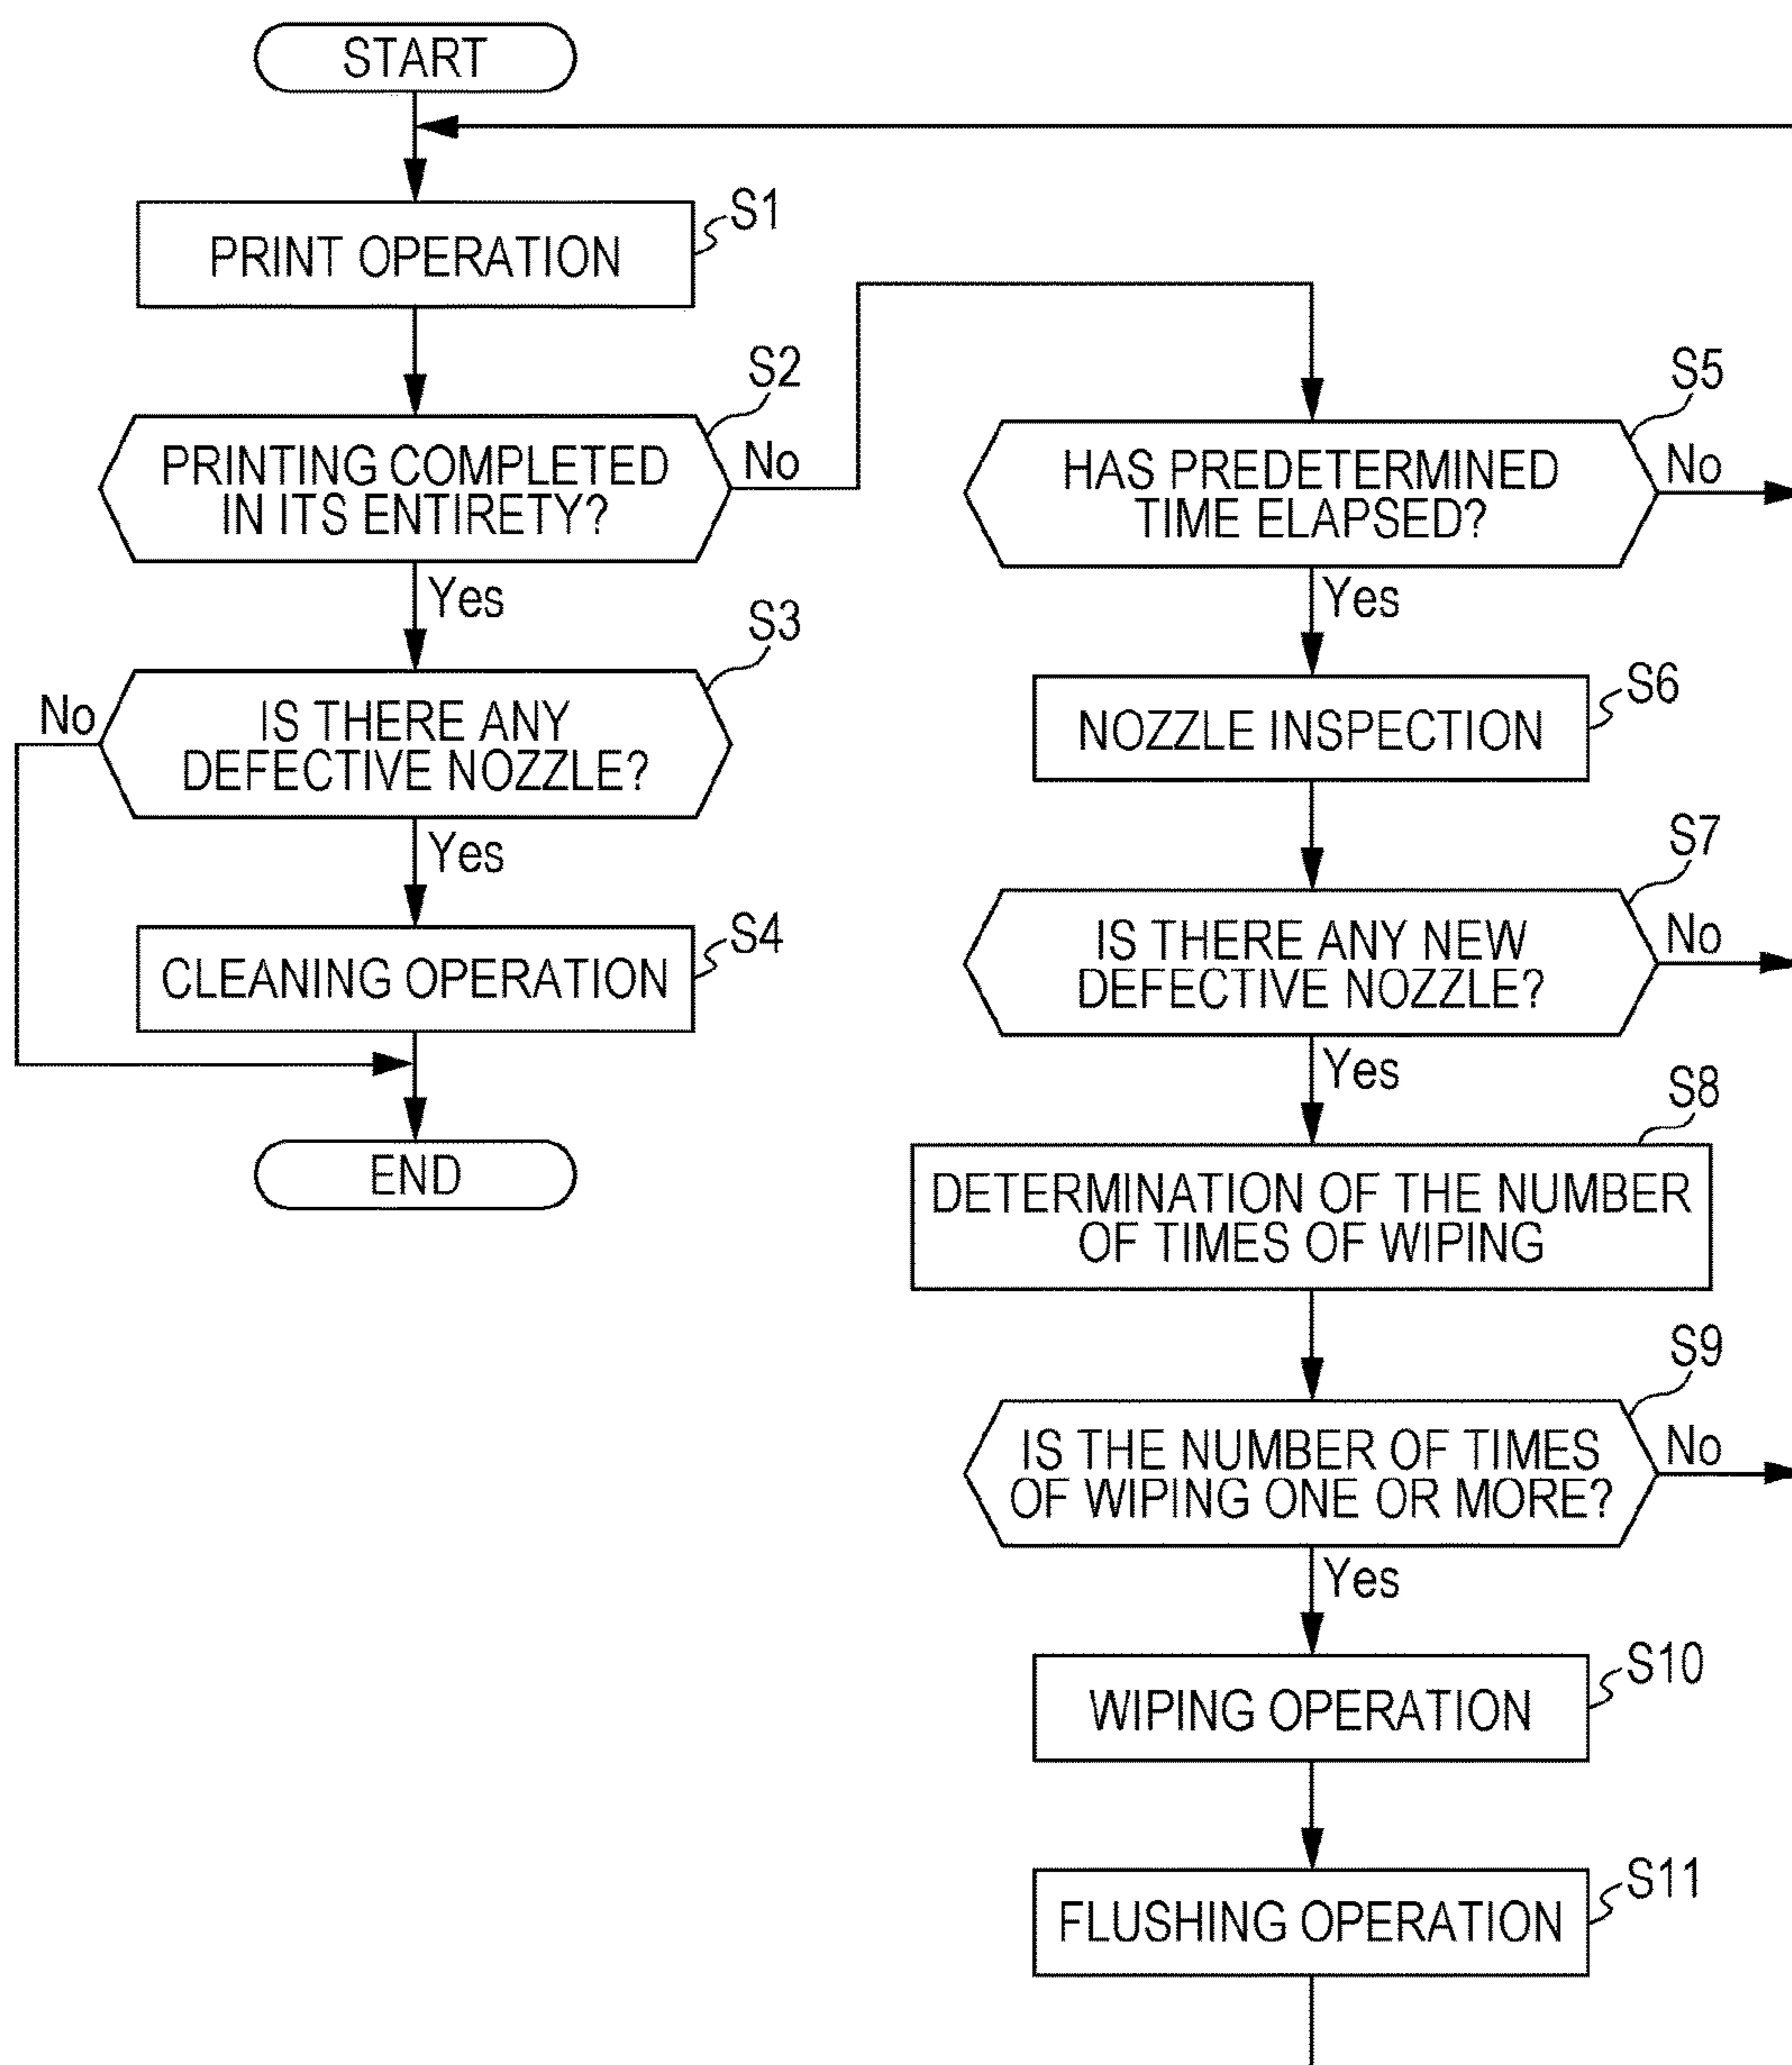 START
S1
PRINT OPERATION
S2
PRINTING COMPLETED
IN ITS ENTIRETY?
No
Yes
S3
No
IS THERE ANY
DEFECTIVE NOZZLE?
Yes
S4
CLEANING OPERATION
END
S5
HAS PREDETERMINED
TIME ELAPSED?
No
Yes
S6
NOZZLE INSPECTION
S7
IS THERE ANY NEW
DEFECTIVE NOZZLE?
No
Yes
S8
DETERMINATION OF THE NUMBER
OF TIMES OF WIPING
S9
IS THE NUMBER OF TIMES
OF WIPING ONE OR MORE?
No
Yes
S10
WIPING OPERATION
S11
FLUSHING OPERATION